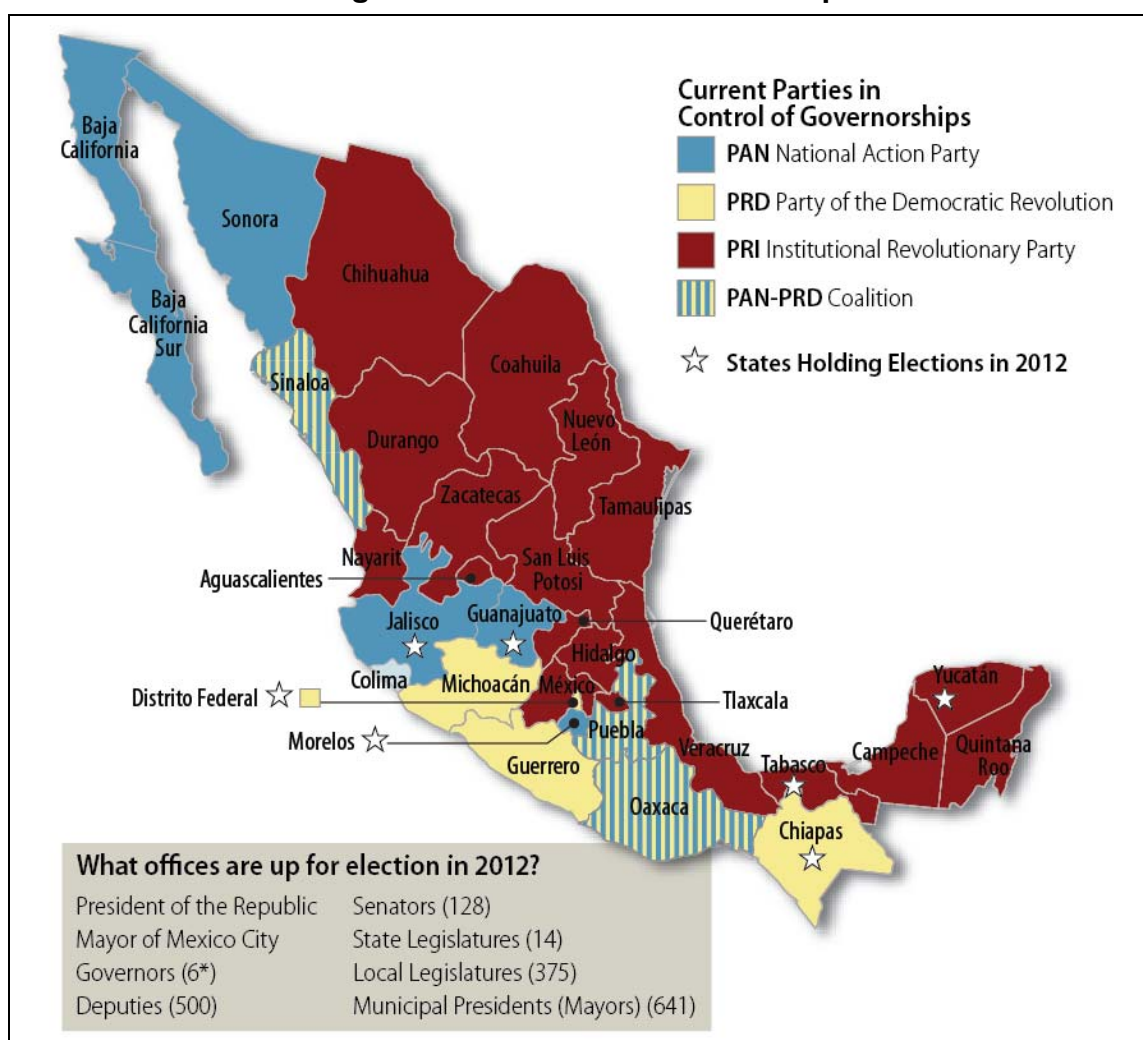 Current Parties in
Control of Governorships
PAN National Action Party
PRD Party of the Democratic Revolution
PRI Institutional Revolutionary Party
PAN-PRD Coalition
States Holding Elections in 2012
Baja
California
Sonora
Chihuahua
Baja
California
Sur
Coahuila
Sinaloa
Nuevo
León
Durango
Zacatecas
Tamaulipas
Nayarit
San Luis
Potosi
Aguascalientes
Guanajuato
Jalisco
Querétaro
Hidalgo
Colima
Michoacán
México
Yucatán
Distrito Federal
Tlaxcala
Puebla
Morelos
Veracruz
Campeche
Quintana
Roo
Tabasco
Guerrero
Oaxaca
Chiapas
What offices are up for election in 2012?
President of the Republic
Mayor of Mexico City
Governors (6*)
Deputies (500)
Senators (128)
State Legislatures (14)
Local Legislatures (375)
Municipal Presidents (Mayors) (641)